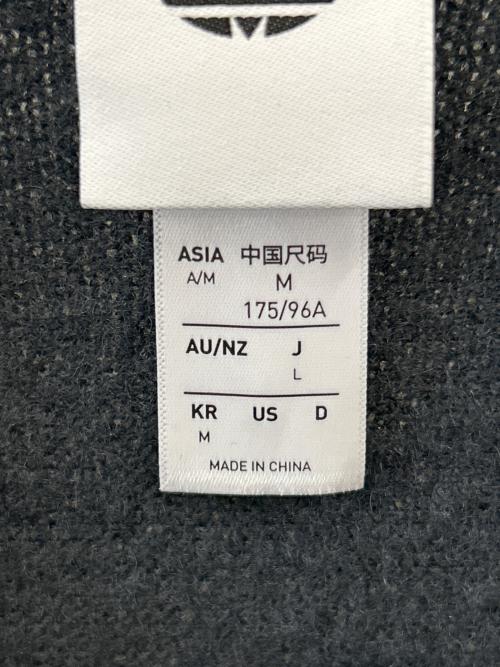 ASIA 中国尺码
A/M M
175/96A
AU/NZ J
L
KR US D
M
MADE IN CHINA